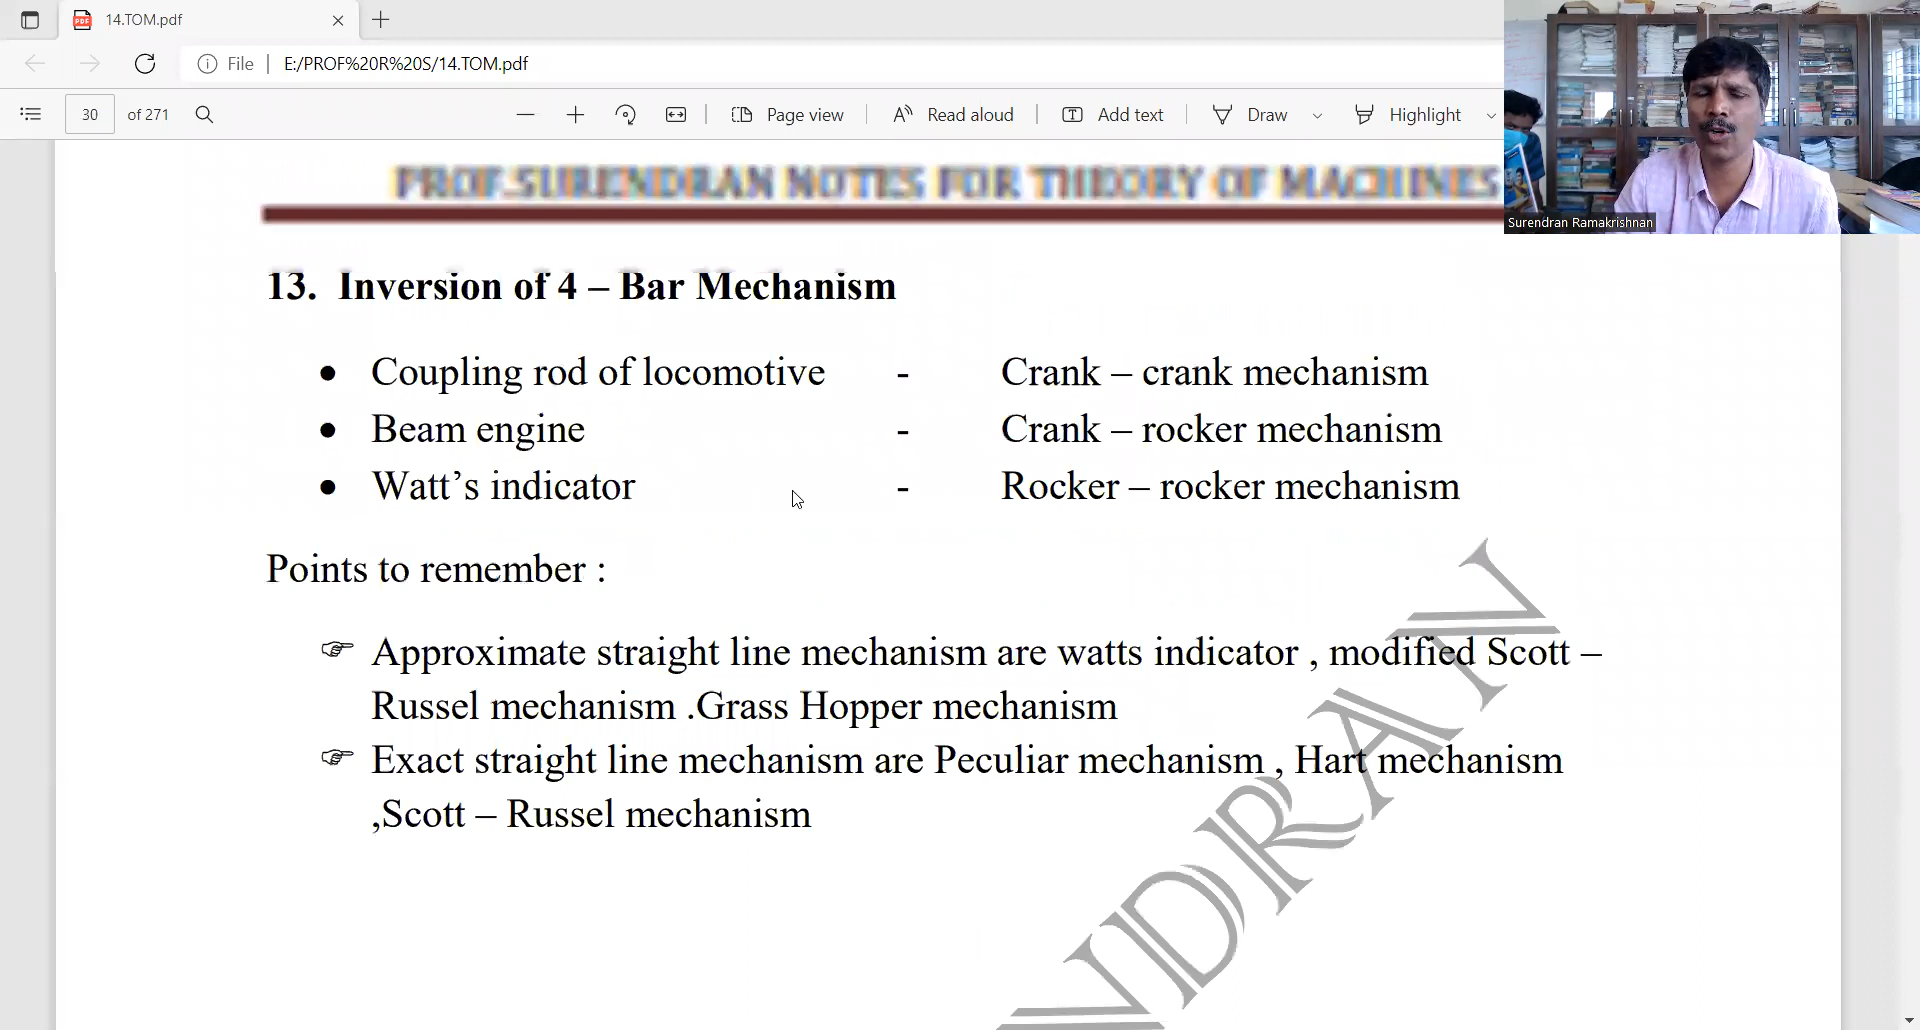 14.TOM.pdf
File
E:/PROF%20R%20S/14.TOM.pdf
30 of 271
Page view
Read aloud
Add text
Draw
Highlight
Surendran Ramakrishnan
PROF.SURENDRAN NOTES FOR THEORY OF MACHINES
13. Inversion of 4 – Bar Mechanism
• Coupling rod of locomotive - Crank – crank mechanism
• Beam engine - Crank – rocker mechanism
• Watt’s indicator - Rocker – rocker mechanism
Points to remember :
☞ Approximate straight line mechanism are watts indicator , modified Scott –
Russel mechanism .Grass Hopper mechanism
☞ Exact straight line mechanism are Peculiar mechanism , Hart mechanism
,Scott – Russel mechanism
NDRAN